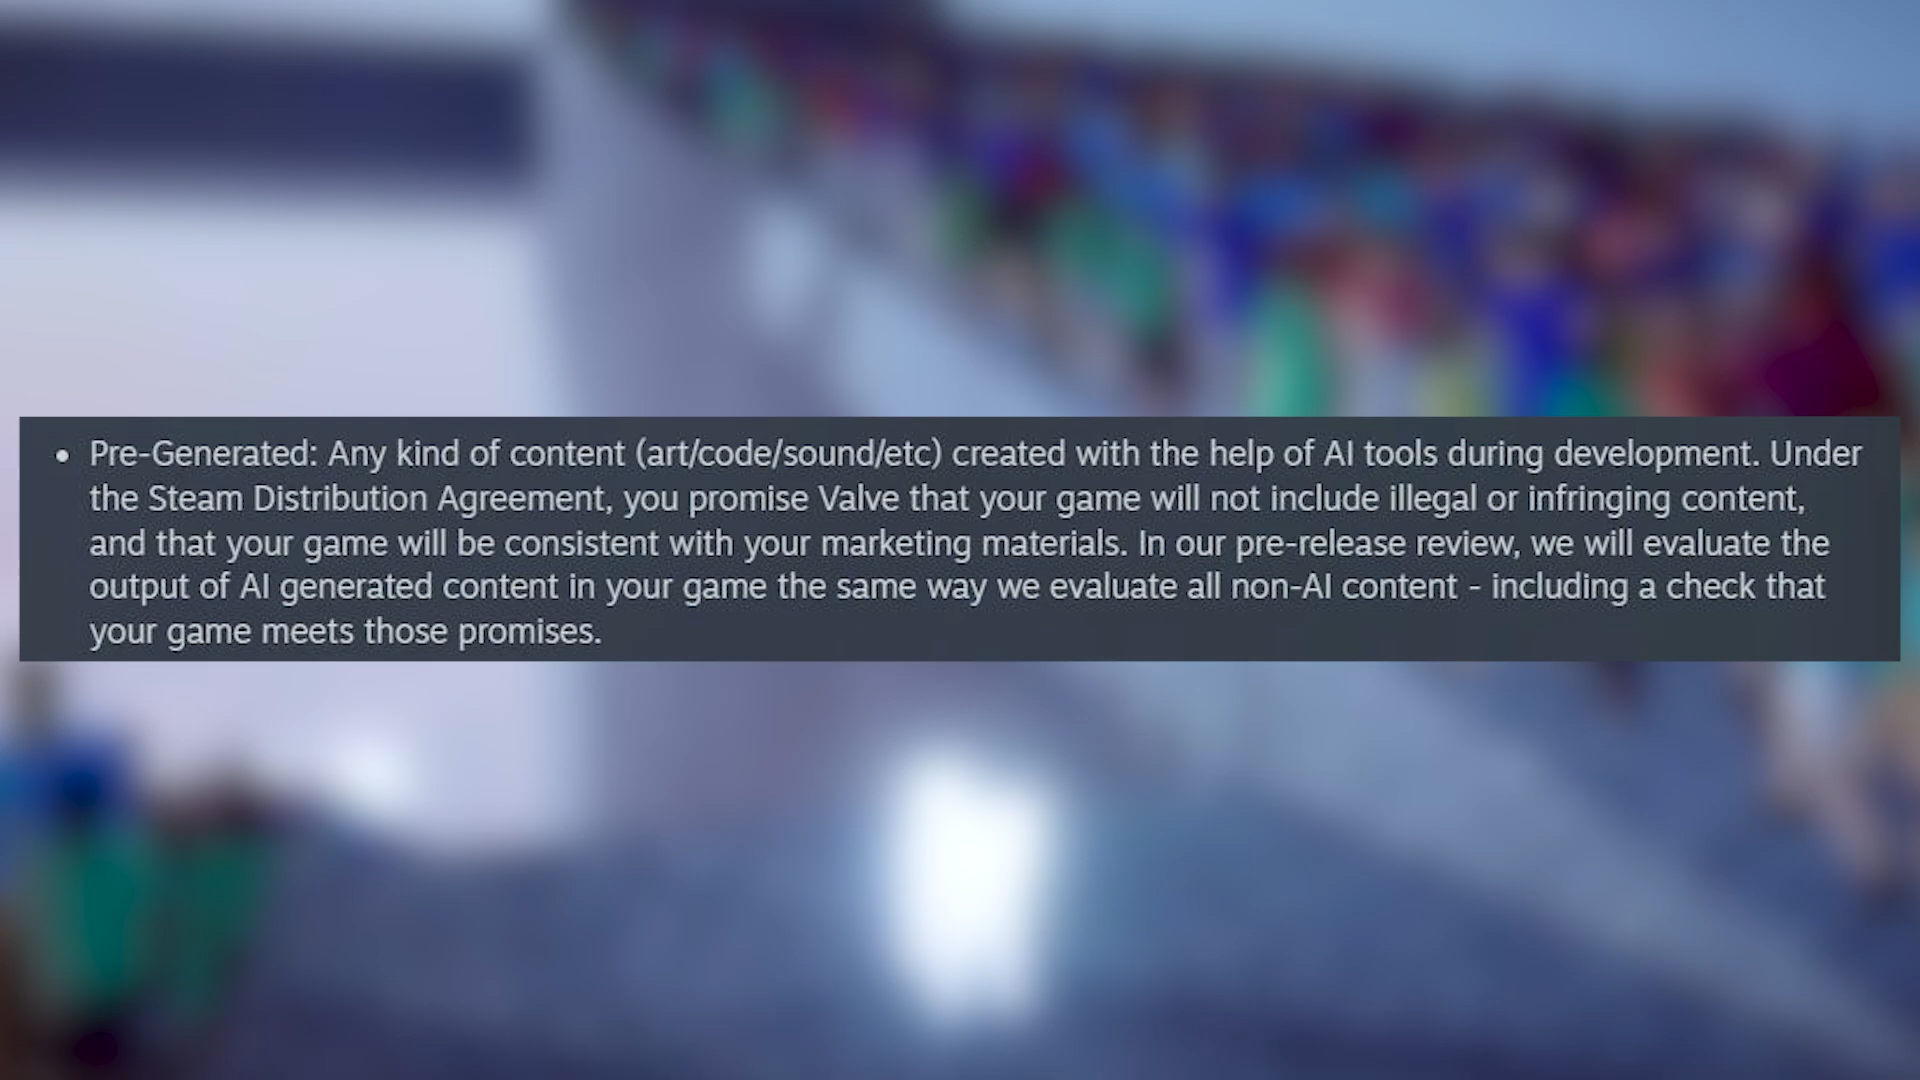 • Pre-Generated: Any kind of content (art/code/sound/etc) created with the help of AI tools during development. Under
the Steam Distribution Agreement, you promise Valve that your game will not include illegal or infringing content,
and that your game will be consistent with your marketing materials. In our pre-release review, we will evaluate the
output of AI generated content in your game the same way we evaluate all non-AI content - including a check that
your game meets those promises.